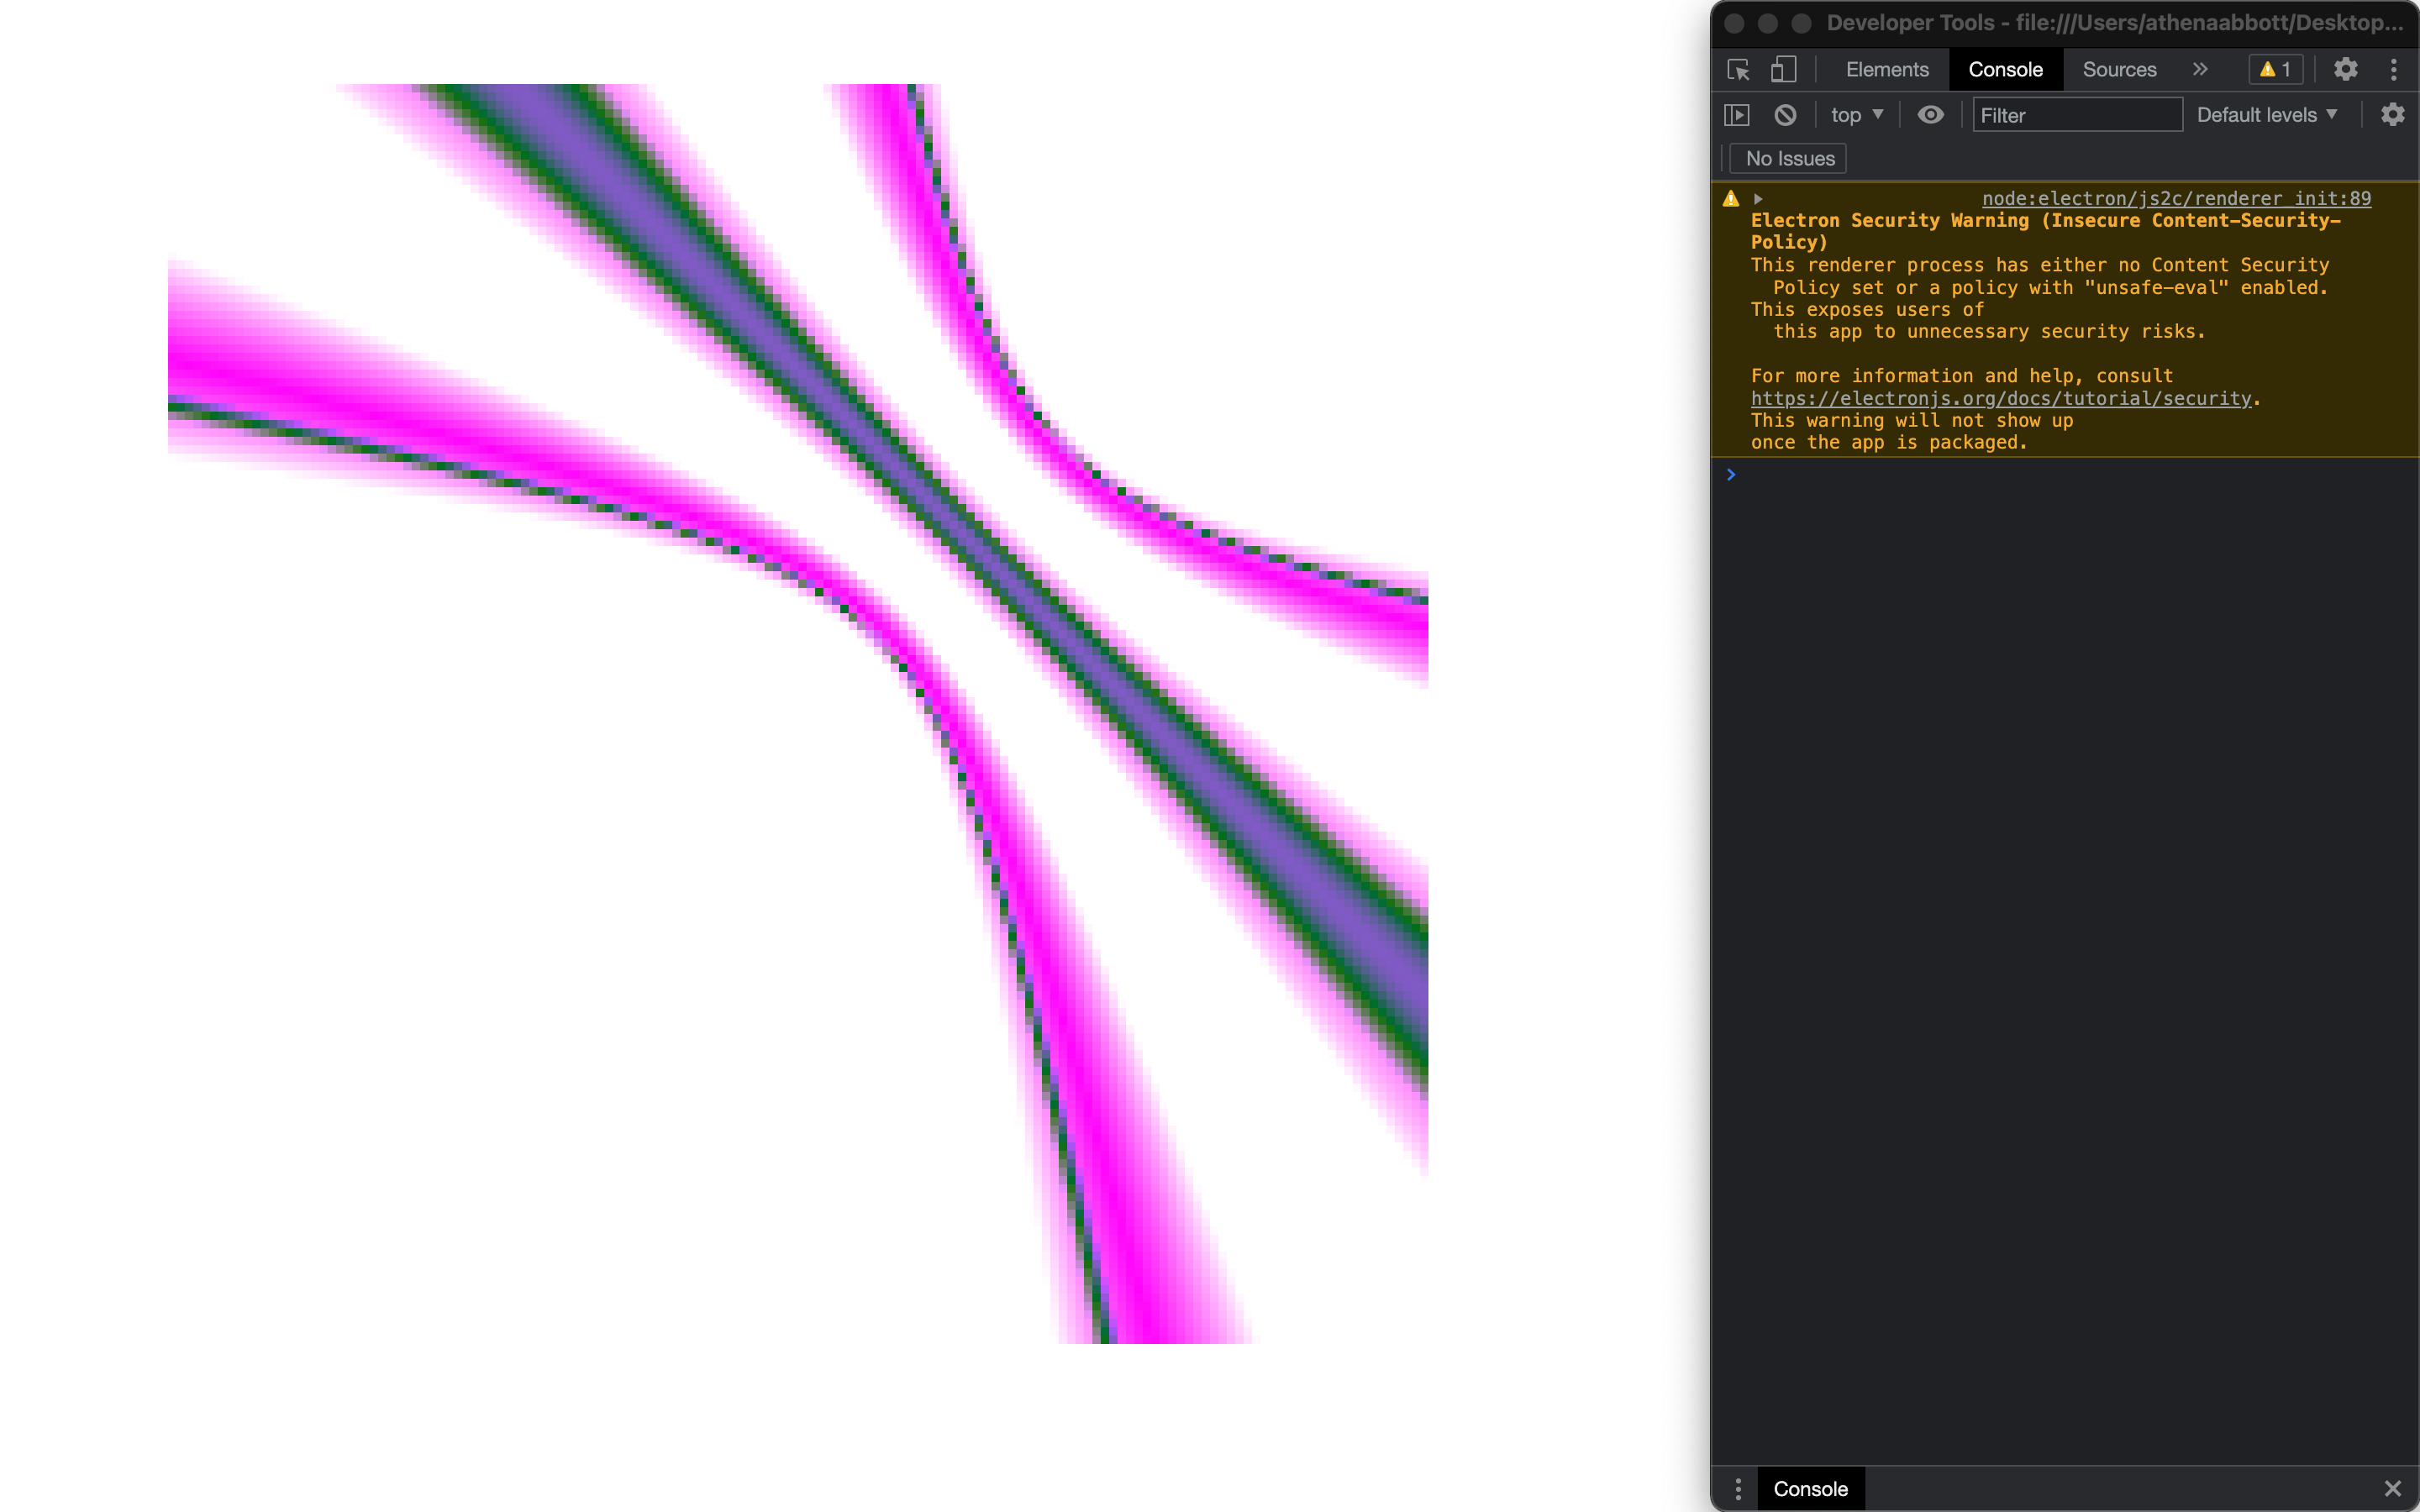 Developer Tools - file:///Users/athenaabbott/Desktop...
Elements Console Sources 1
top Filter Default levels
No Issues
node:electron/js2c/renderer_init:89
Electron Security Warning (Insecure Content-Security-
Policy)
This renderer process has either no Content Security
Policy set or a policy with "unsafe-eval" enabled.
This exposes users of
this app to unnecessary security risks.
For more information and help, consult
https://electronjs.org/docs/tutorial/security.
This warning will not show up
once the app is packaged.
Console